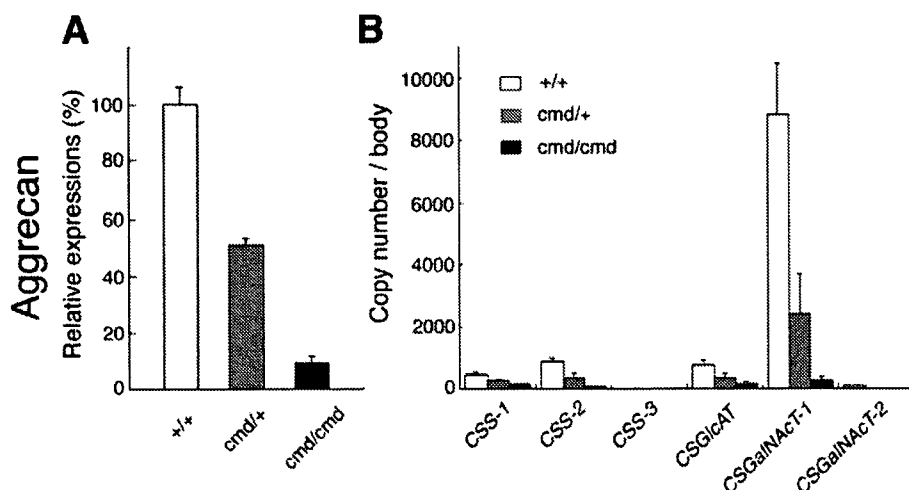 A
Aggrecan
Relative expressions (%)
100
80
60
40
20
0
+/+
cmd/+
cmd/cmd
B
Copy number / body
10000
8000
6000
4000
2000
0
+/+
cmd/+
cmd/cmd
CSS-1
CSS-2
CSS-3
CSGlcAT
CSGalNAcT-1
CSGalNAcT-2